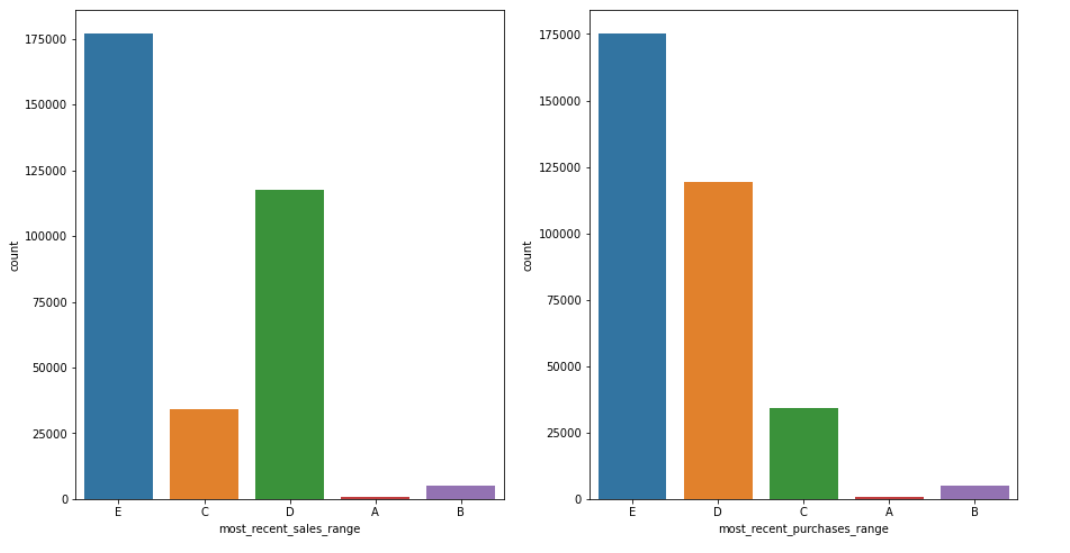 175000
150000
125000
100000
75000
50000
25000
0
count
E C D A B
most_recent_sales_range
175000
150000
125000
100000
75000
50000
25000
0
count
E D C A B
most_recent_purchases_range